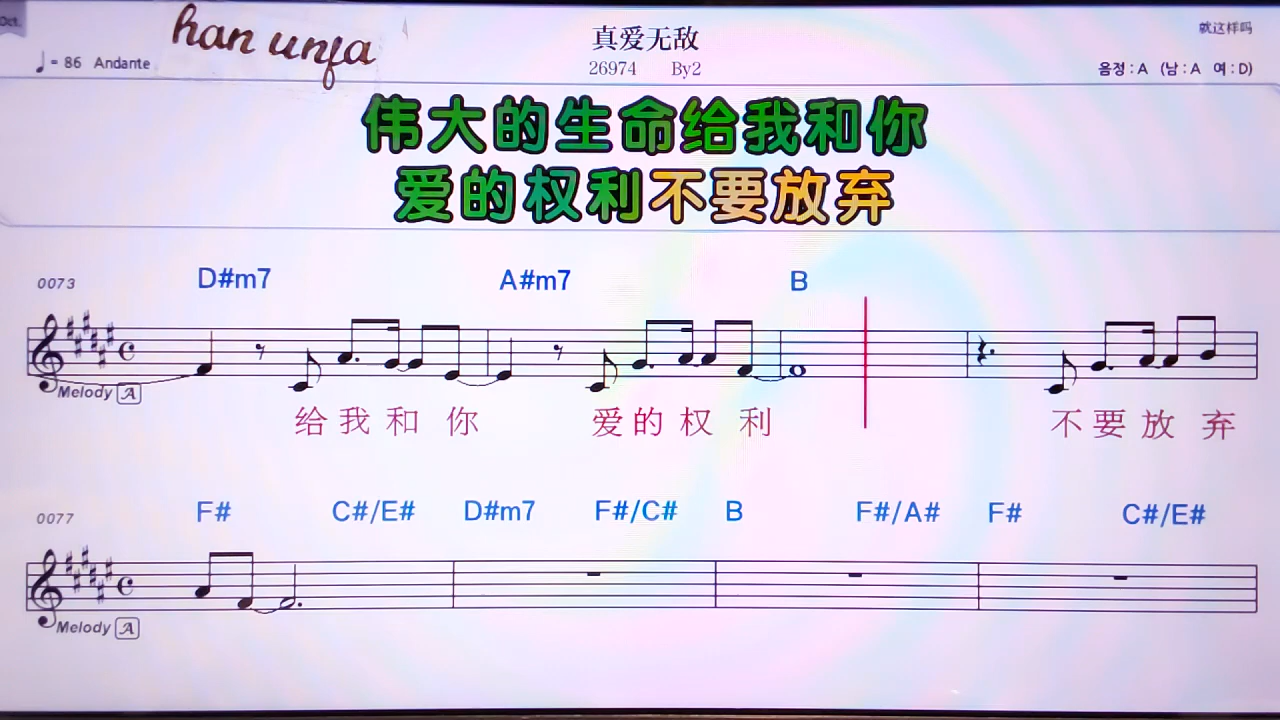 Oct.
han unfa
真爱无敌
就这样吗
♩= 86 Andante
26974 By2
음정 : A (남 : A 여 : D)
伟大的生命给我和你
爱的权利不要放弃
0073 D#m7 A#m7 B
Melody A
给我和你 爱的权利 不要放弃
0077 F# C#/E# D#m7 F#/C# B F#/A# F# C#/E#
Melody A